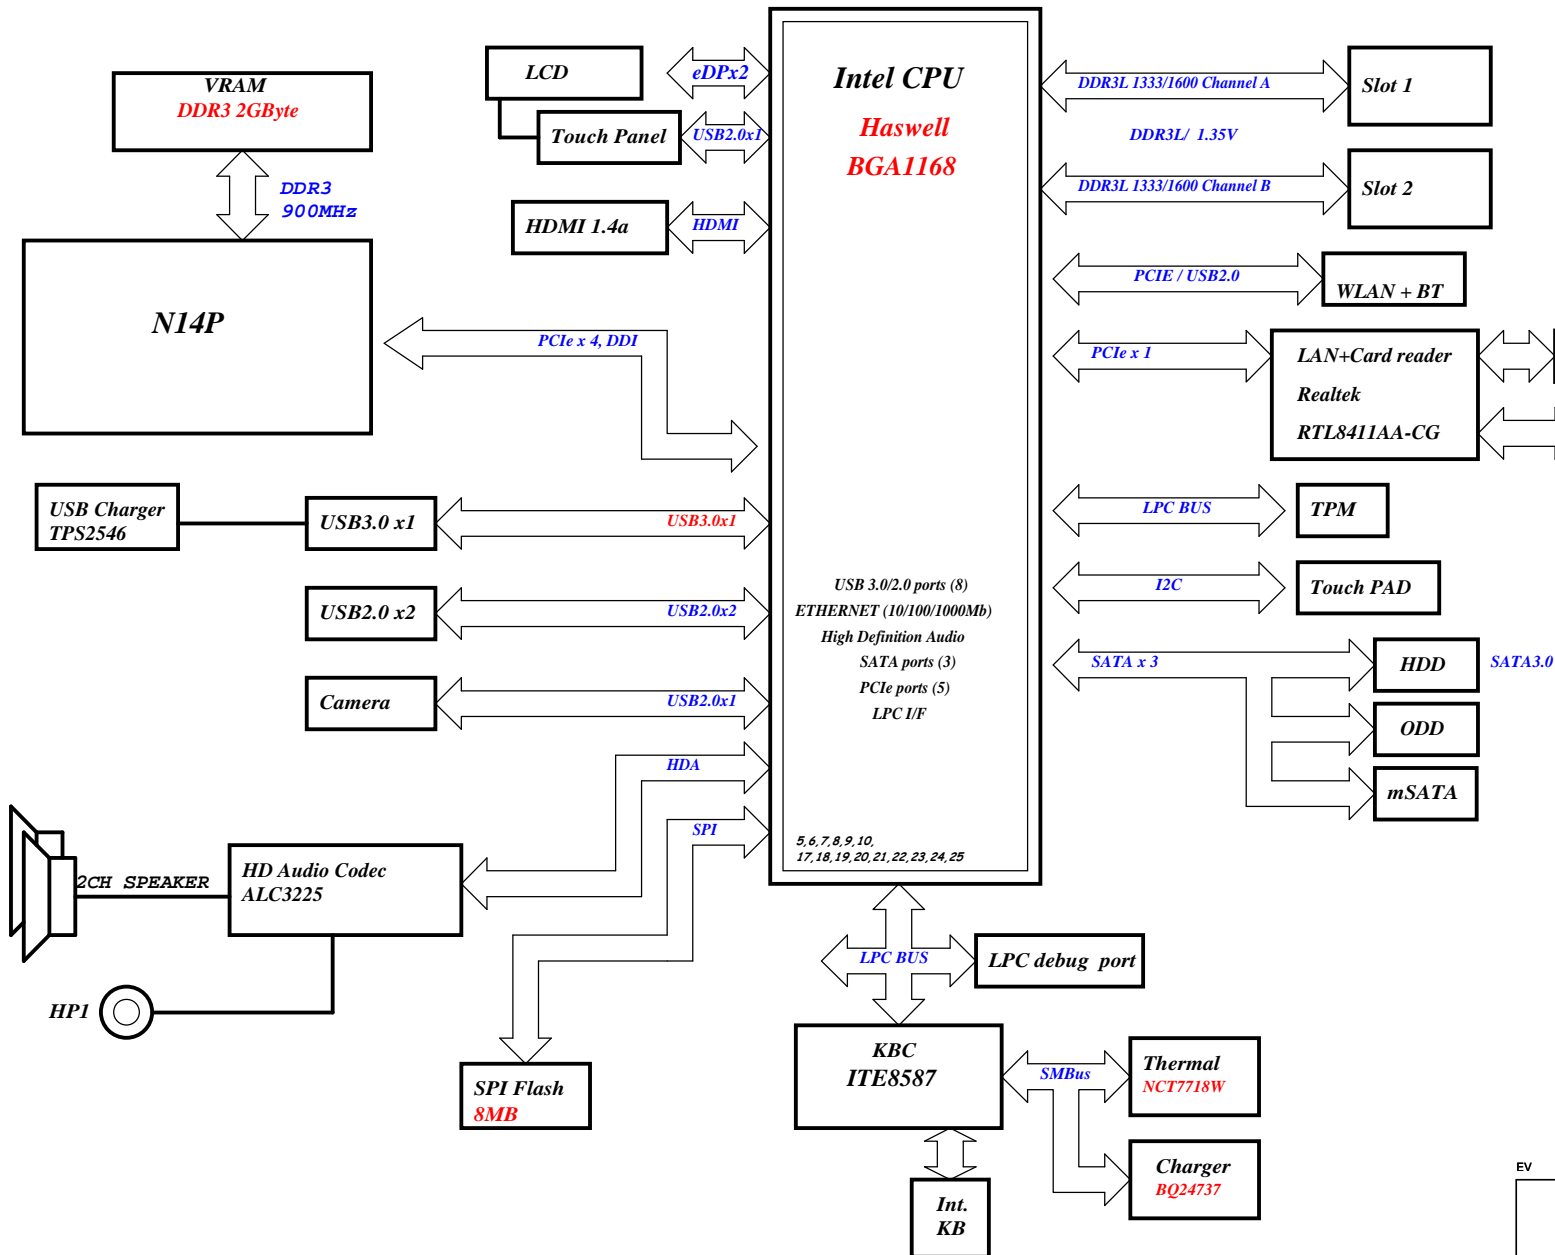 VRAM
DDR3 2GByte
DDR3
900MHz
N14P
LCD
eDPx2
Touch Panel
USB2.0x1
HDMI 1.4a
HDMI
PCIe x 4, DDI
USB Charger
TPS2546
USB3.0 x1
USB3.0x1
USB2.0 x2
USB2.0x2
Camera
USB2.0x1
HDA
SPI
2CH SPEAKER
HD Audio Codec
ALC3225
HP1
SPI Flash
8MB
Intel CPU
Haswell
BGA1168
USB 3.0/2.0 ports (8)
ETHERNET (10/100/1000Mb)
High Definition Audio
SATA ports (3)
PCIe ports (5)
LPC I/F
5,6,7,8,9,10,
17,18,19,20,21,22,23,24,25
DDR3L 1333/1600 Channel A
Slot 1
DDR3L/ 1.35V
DDR3L 1333/1600 Channel B
Slot 2
PCIE / USB2.0
WLAN + BT
PCIe x 1
LAN+Card reader
Realtek
RTL8411AA-CG
LPC BUS
TPM
I2C
Touch PAD
SATA x 3
HDD
SATA3.0
ODD
mSATA
LPC BUS
LPC debug port
KBC
ITE8587
SMBus
Thermal
NCT7718W
Charger
BQ24737
Int.
KB
EV